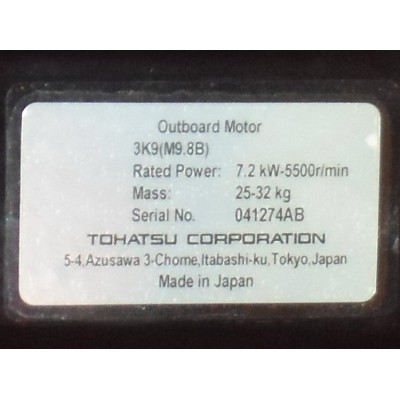 Outboard Motor
3K9(M9.8B)
Rated Power: 7.2 kW-5500r/min
Mass: 25-32 kg
Serial No. 041274AB
TOHATSU CORPORATION
5-4,Azusawa 3-Chome,Itabashi-ku,Tokyo,Japan
Made in Japan